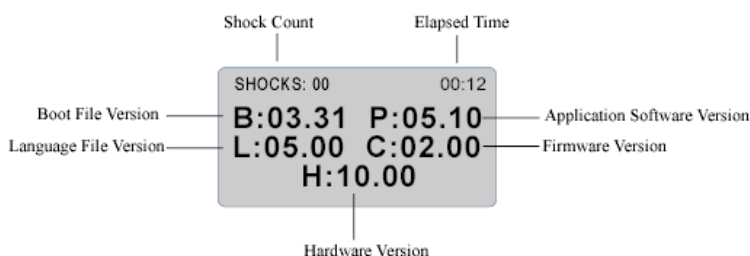 Shock Count Elapsed Time
SHOCKS: 00 00:12
Boot File Version B:03.31 P:05.10 Application Software Version
Language File Version L:05.00 C:02.00 Firmware Version
H:10.00
Hardware Version